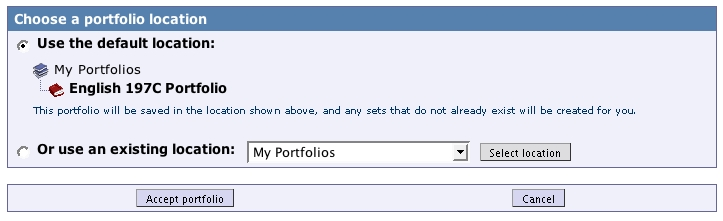 Choose a portfolio location
Use the default location:
My Portfolios
English 197C Portfolio
This portfolio will be saved in the location shown above, and any sets that do not already exist will be created for you.
Or use an existing location: My Portfolios Select location
Accept portfolio Cancel